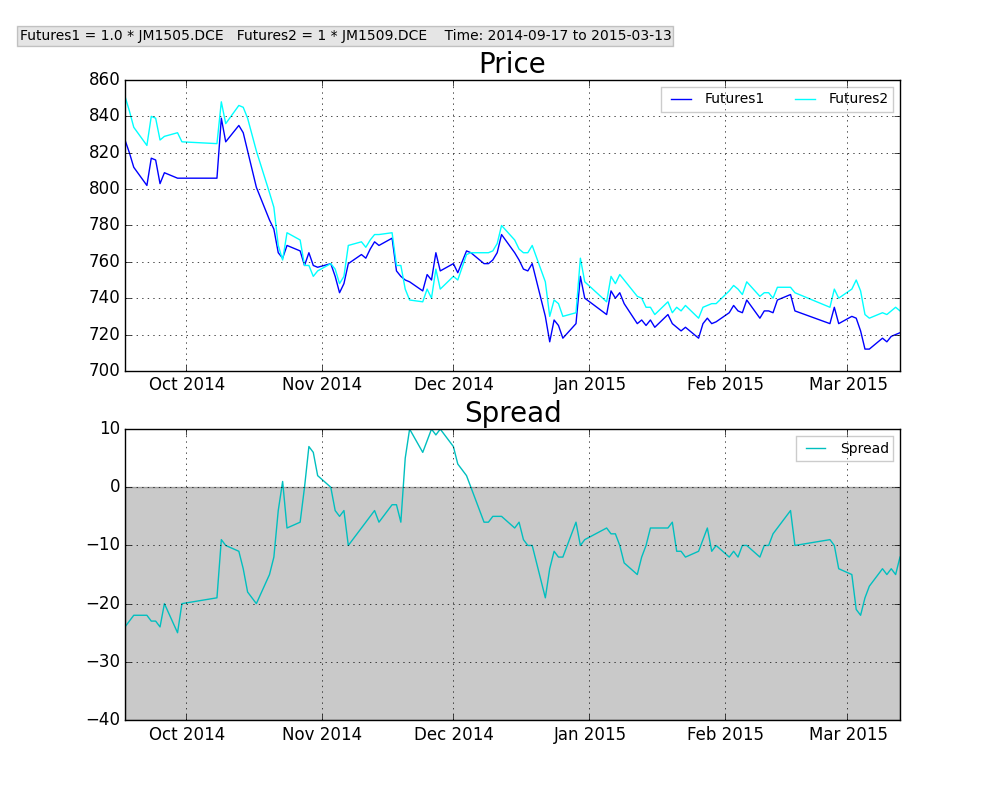 Futures1 = 1.0 * JM1505.DCE   Futures2 = 1 * JM1509.DCE    Time: 2014-09-17 to 2015-03-13
Price
860
840
820
800
780
760
740
720
700
Futures1 Futures2
Oct 2014 Nov 2014 Dec 2014 Jan 2015 Feb 2015 Mar 2015
Spread
10
0
−10
−20
−30
−40
Spread
Oct 2014 Nov 2014 Dec 2014 Jan 2015 Feb 2015 Mar 2015